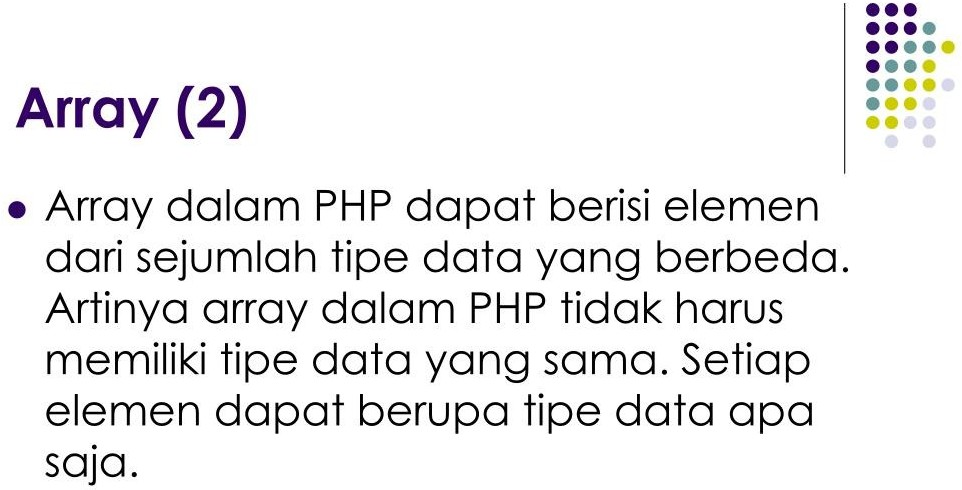 Array (2)
• Array dalam PHP dapat berisi elemen
dari sejumlah tipe data yang berbeda.
Artinya array dalam PHP tidak harus
memiliki tipe data yang sama. Setiap
elemen dapat berupa tipe data apa
saja.